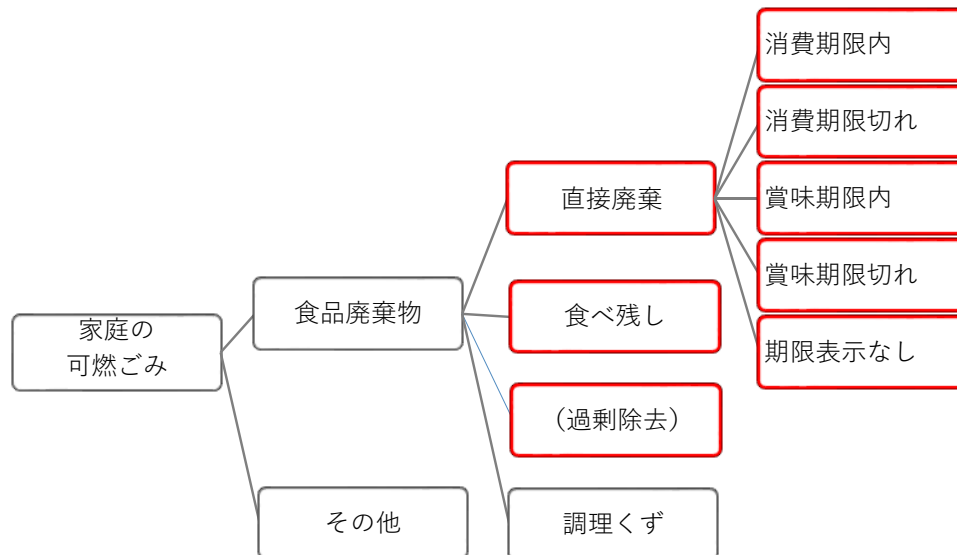 家庭の
可燃ごみ
食品廃棄物
その他
直接廃棄
食べ残し
（過剰除去）
調理くず
消費期限内
消費期限切れ
賞味期限内
賞味期限切れ
期限表示なし